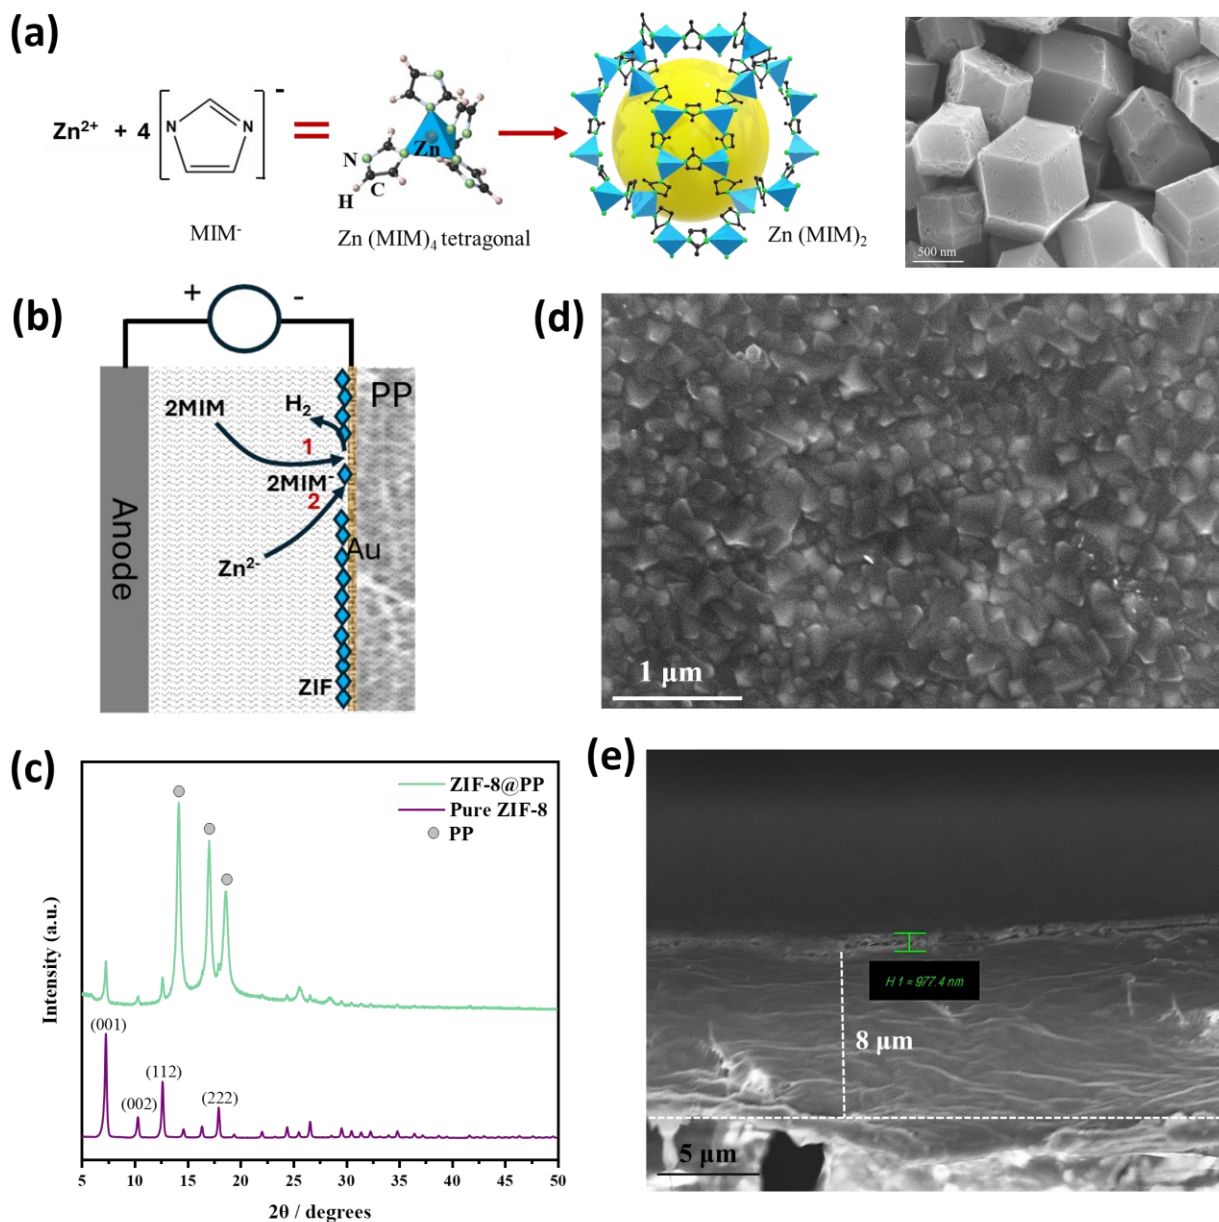 (a)
Zn²⁺ + 4
N
N
-
=
MIM⁻
Zn
N
H
C
Zn (MIM)₄ tetragonal
Zn (MIM)₂
500 nm
(b)
+
-
PP
H₂
2MIM
1
2MIM⁻
2
Au
Zn²⁻
Anode
ZIF
(d)
1 μm
(c)
ZIF-8@PP
Pure ZIF-8
PP
Intensity (a.u.)
(001)
(002)
(112)
(222)
5 10 15 20 25 30 35 40 45 50
2θ / degrees
(e)
H 1 = 977.4 nm
8 μm
5 μm